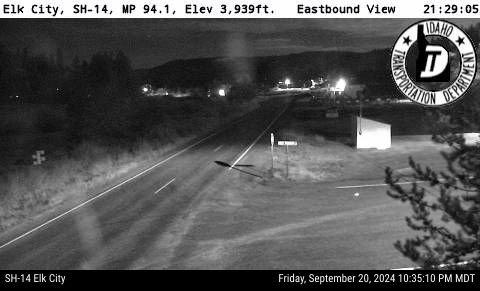 Elk City, SH-14, MP 94.1, Elev 3,939ft. Eastbound View 21:29:05
IDAHO
TRANSPORTATION DEPARTMENT
SH-14 Elk City Friday, September 20, 2024 10:35:10 PM MDT